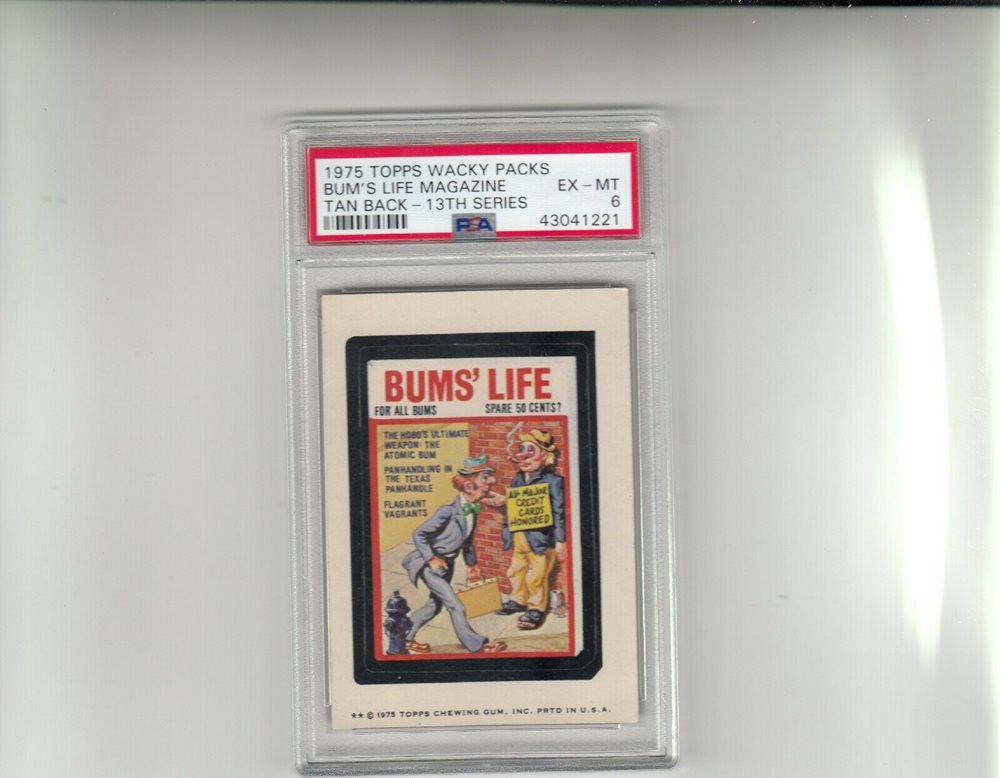 1975 TOPPS WACKY PACKS
BUM'S LIFE MAGAZINE EX - MT
TAN BACK - 13TH SERIES 6
PSA 43041221
BUMS' LIFE
FOR ALL BUMS SPARE 50 CENTS?
THE HOBO'S ULTIMATE
WEAPON: THE
ATOMIC BUM
PANHANDLING IN
THE TEXAS
PANHANDLE
FLAGRANT
VAGRANTS
ALL MAJOR
CREDIT
CARDS
HONORED
** © 1975 TOPPS CHEWING GUM, INC. PRTD IN U.S.A.